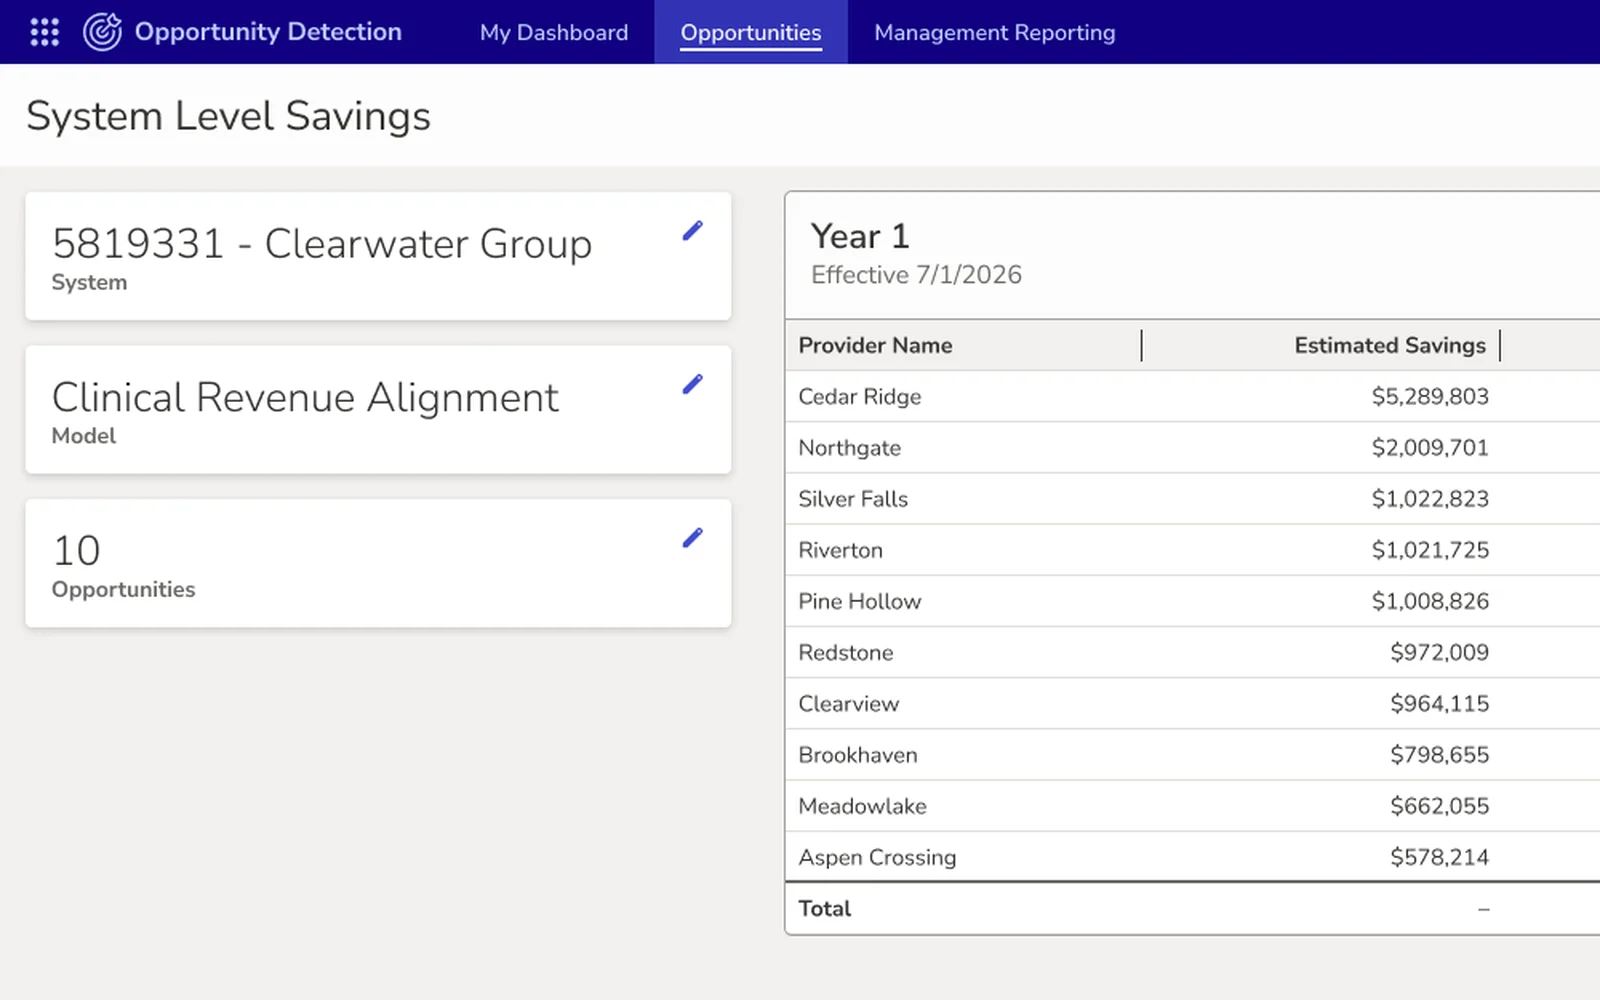 Opportunity Detection
My Dashboard
Opportunities
Management Reporting
System Level Savings
5819331 - Clearwater Group
System
Clinical Revenue Alignment
Model
10
Opportunities
Year 1
Effective 7/1/2026
Provider Name Estimated Savings
Cedar Ridge $5,289,803
Northgate $2,009,701
Silver Falls $1,022,823
Riverton $1,021,725
Pine Hollow $1,008,826
Redstone $972,009
Clearview $964,115
Brookhaven $798,655
Meadowlake $662,055
Aspen Crossing $578,214
Total –